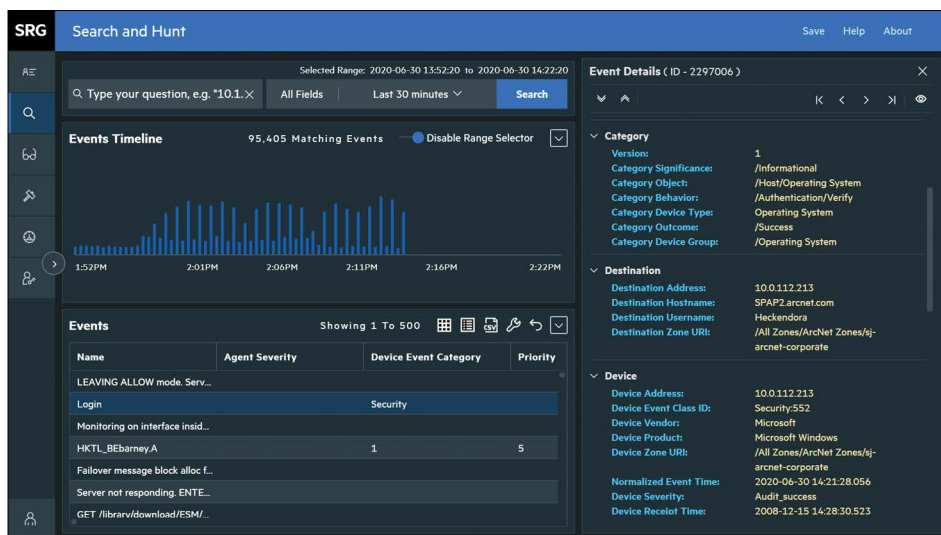 SRG
Search and Hunt
Save Help About
Selected Range: 2020-06-30 13:52:20 to 2020-06-30 14:22:20
Type your question, e.g. "10.1.
All Fields
Last 30 minutes
Search
Events Timeline
95,405 Matching Events
Disable Range Selector
1:52PM 2:01PM 2:06PM 2:11PM 2:16PM 2:22PM
Events
Showing 1 To 500
CSV
Name Agent Severity Device Event Category Priority
LEAVING ALLOW mode. Serv...
Login Security
Monitoring on interface insid...
HKTL_BEbarney.A 1 5
Failover message block alloc f...
Server not responding. ENTE...
GET /library/download/ESM/...
Event Details ( ID - 2297006 )
Category
Version: 1
Category Significance: /Informational
Category Object: /Host/Operating System
Category Behavior: /Authentication/Verify
Category Device Type: Operating System
Category Outcome: /Success
Category Device Group: /Operating System
Destination
Destination Address: 10.0.112.213
Destination Hostname: SPAP2.arcnet.com
Destination Username: Heckendora
Destination Zone URI: /All Zones/ArcNet Zones/sj-
arcnet-corporate
Device
Device Address: 10.0.112.213
Device Event Class ID: Security:552
Device Vendor: Microsoft
Device Product: Microsoft Windows
Device Zone URI: /All Zones/ArcNet Zones/sj-
arcnet-corporate
Normalized Event Time: 2020-06-30 14:21:28.056
Device Severity: Audit_success
Device Receipt Time: 2008-12-15 14:28:30.523